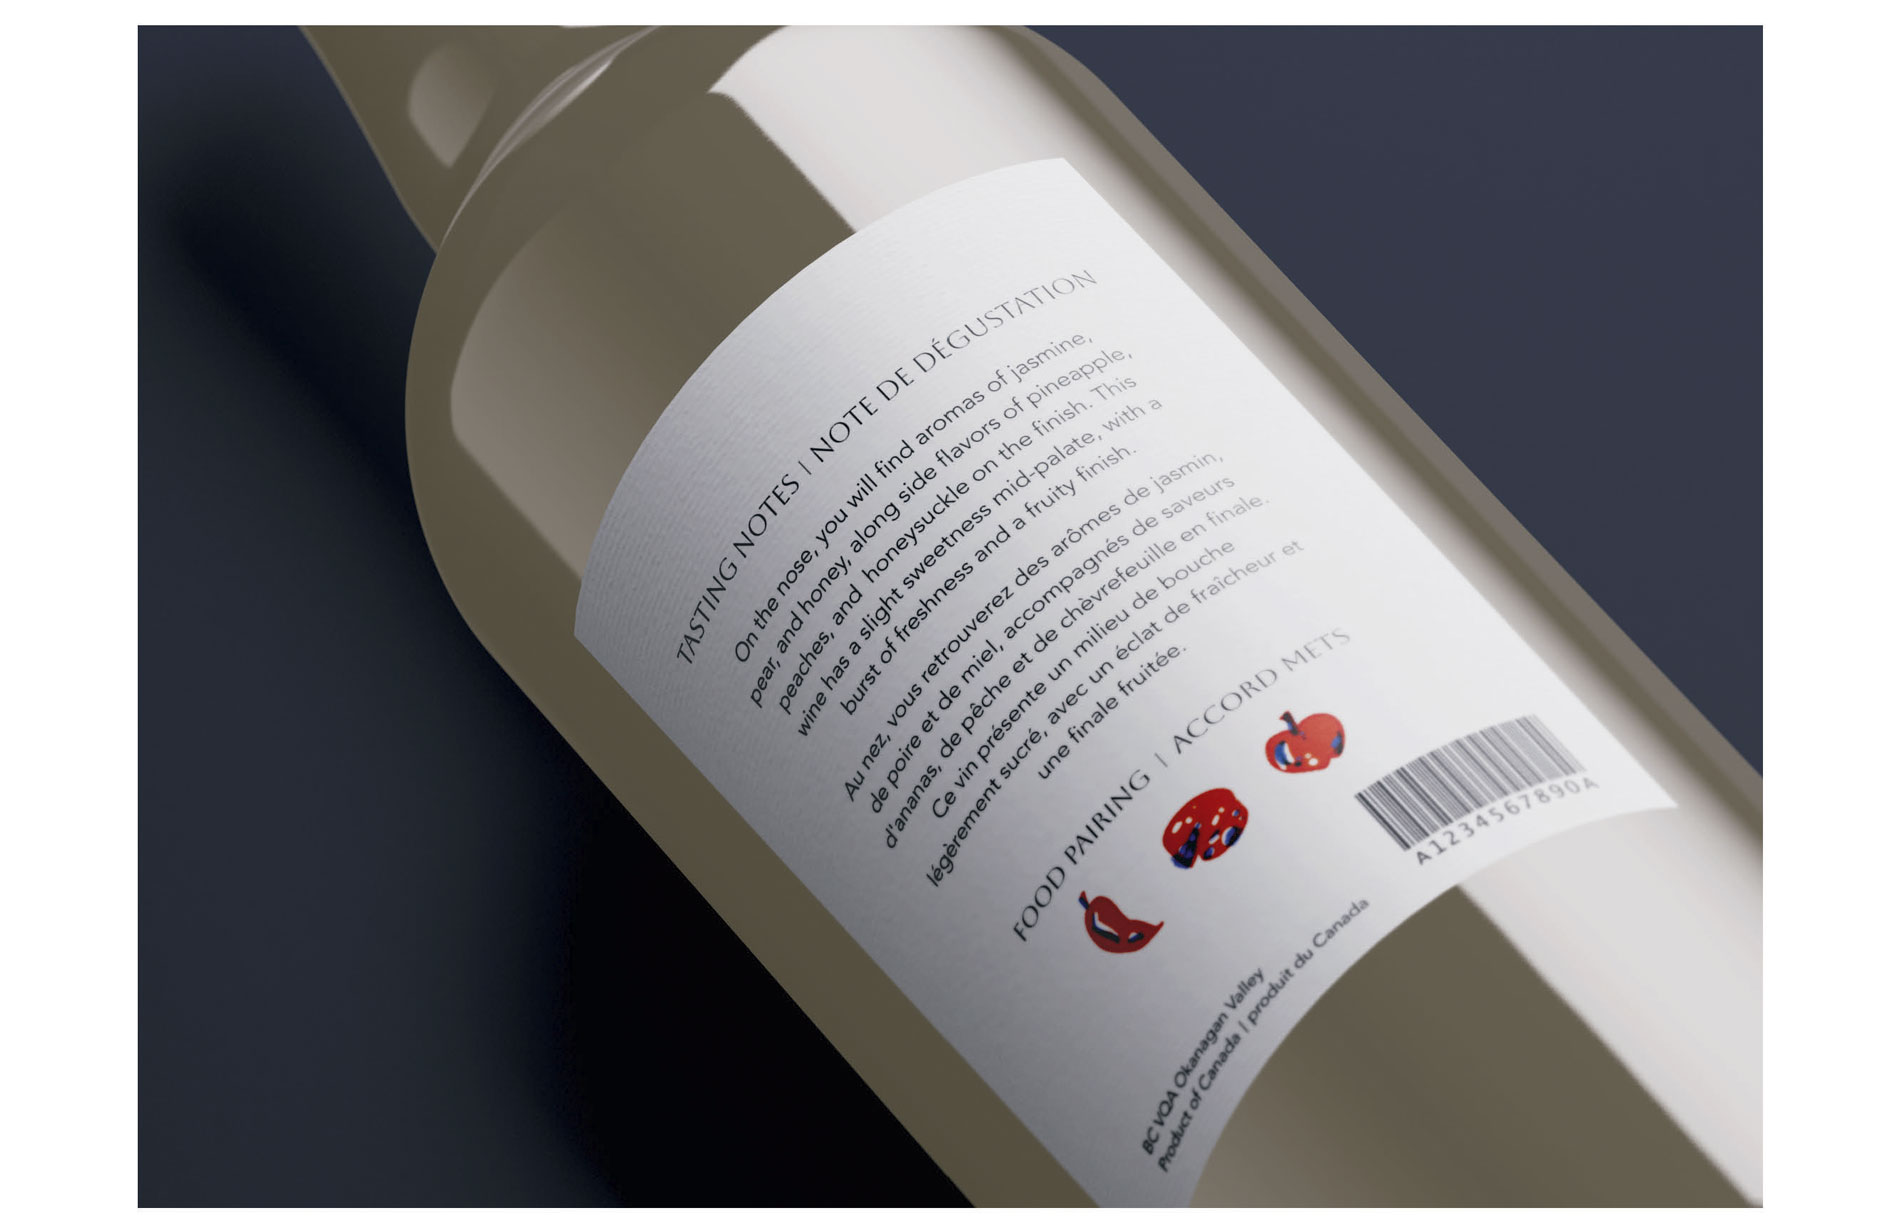 TASTING NOTES | NOTE DE DÉGUSTATION
On the nose, you will find aromas of jasmine,
pear, and honey, along side flavors of pineapple,
peaches, and honeysuckle on the finish. This
wine has a slight sweetness mid-palate, with a
burst of freshness and a fruity finish.
Au nez, vous retrouverez des arômes de jasmin,
de poire et de miel, accompagnés de saveurs
d'ananas, de pêche et de chèvrefeuille en finale.
Ce vin présente un milieu de bouche
légèrement sucré, avec un éclat de fraîcheur et
une finale fruitée.
FOOD PAIRING | ACCORD METS
A1234567890A
BC VQA Okanagan Valley
Product of Canada | produit du Canada